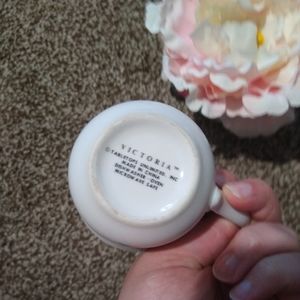 VICTORIA™
©TABLETOPS UNLIMITED, INC.
MADE IN CHINA
DISHWASHER - OVEN
MICROWAVE SAFE